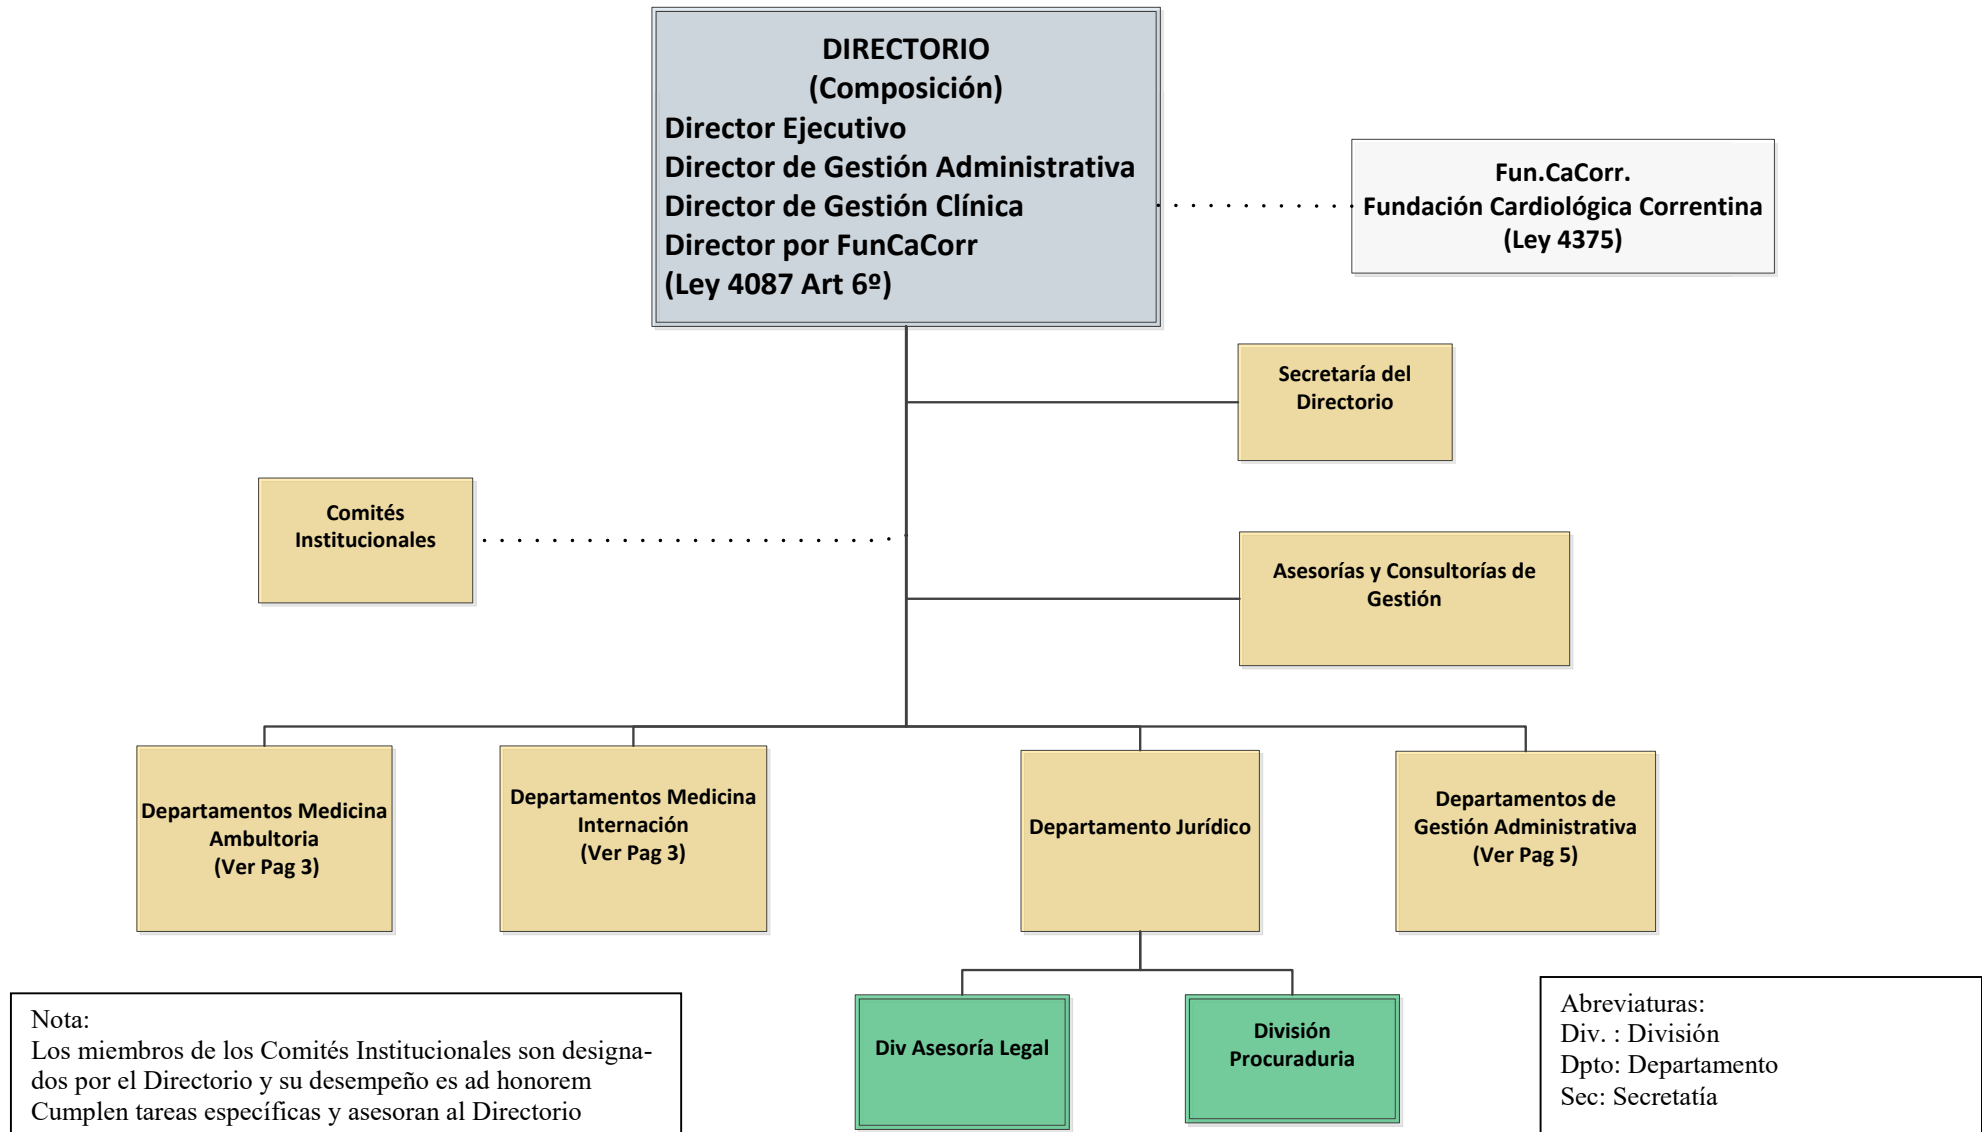 DIRECTORIO
(Composición)
Director Ejecutivo
Director de Gestión Administrativa
Director de Gestión Clínica
Director por FunCaCorr
(Ley 4087 Art 6º)
Fun.CaCorr.
Fundación Cardiológica Correntina
(Ley 4375)
Secretaría del
Directorio
Comités
Institucionales
Asesorías y Consultorías de
Gestión
Departamentos Medicina
Ambultoria
(Ver Pag 3)
Departamentos Medicina
Internación
(Ver Pag 3)
Departamento Jurídico
Departamentos de
Gestión Administrativa
(Ver Pag 5)
Div Asesoría Legal
División
Procuraduria
Nota:
Los miembros de los Comités Institucionales son designa-
dos por el Directorio y su desempeño es ad honorem
Cumplen tareas específicas y asesoran al Directorio
Abreviaturas:
Div. : División
Dpto: Departamento
Sec: Secretatía